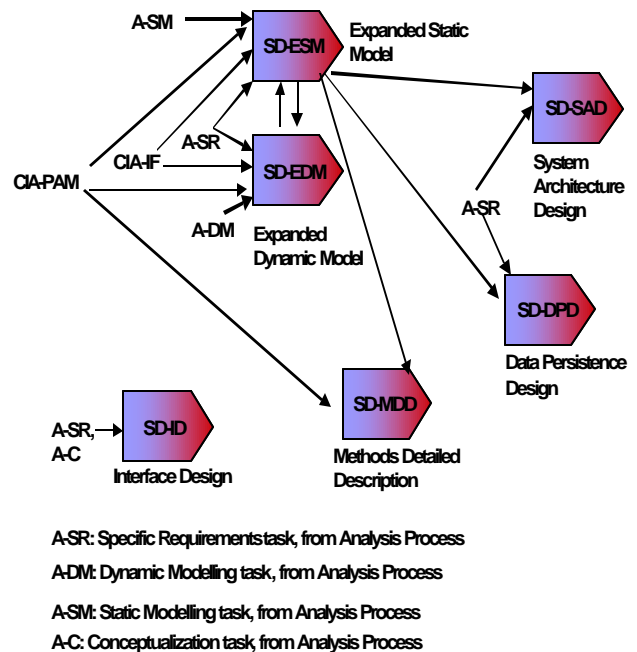 A-SM
SD-ESM
Expanded Static
Model
SD-SAD
System
Architecture
Design
A-SR
CIA-IF
CIA-PAM
SD-EDM
A-DM
Expanded
Dynamic Model
A-SR
SD-DPD
Data Persistence
Design
SD-MDD
Methods Detailed
Description
A-SR,
A-C
SD-ID
Interface Design
A-SR: Specific Requirements task, from Analysis Process
A-DM: Dynamic Modelling task, from Analysis Process
A-SM: Static Modelling task, from Analysis Process
A-C: Conceptualization task, from Analysis Process